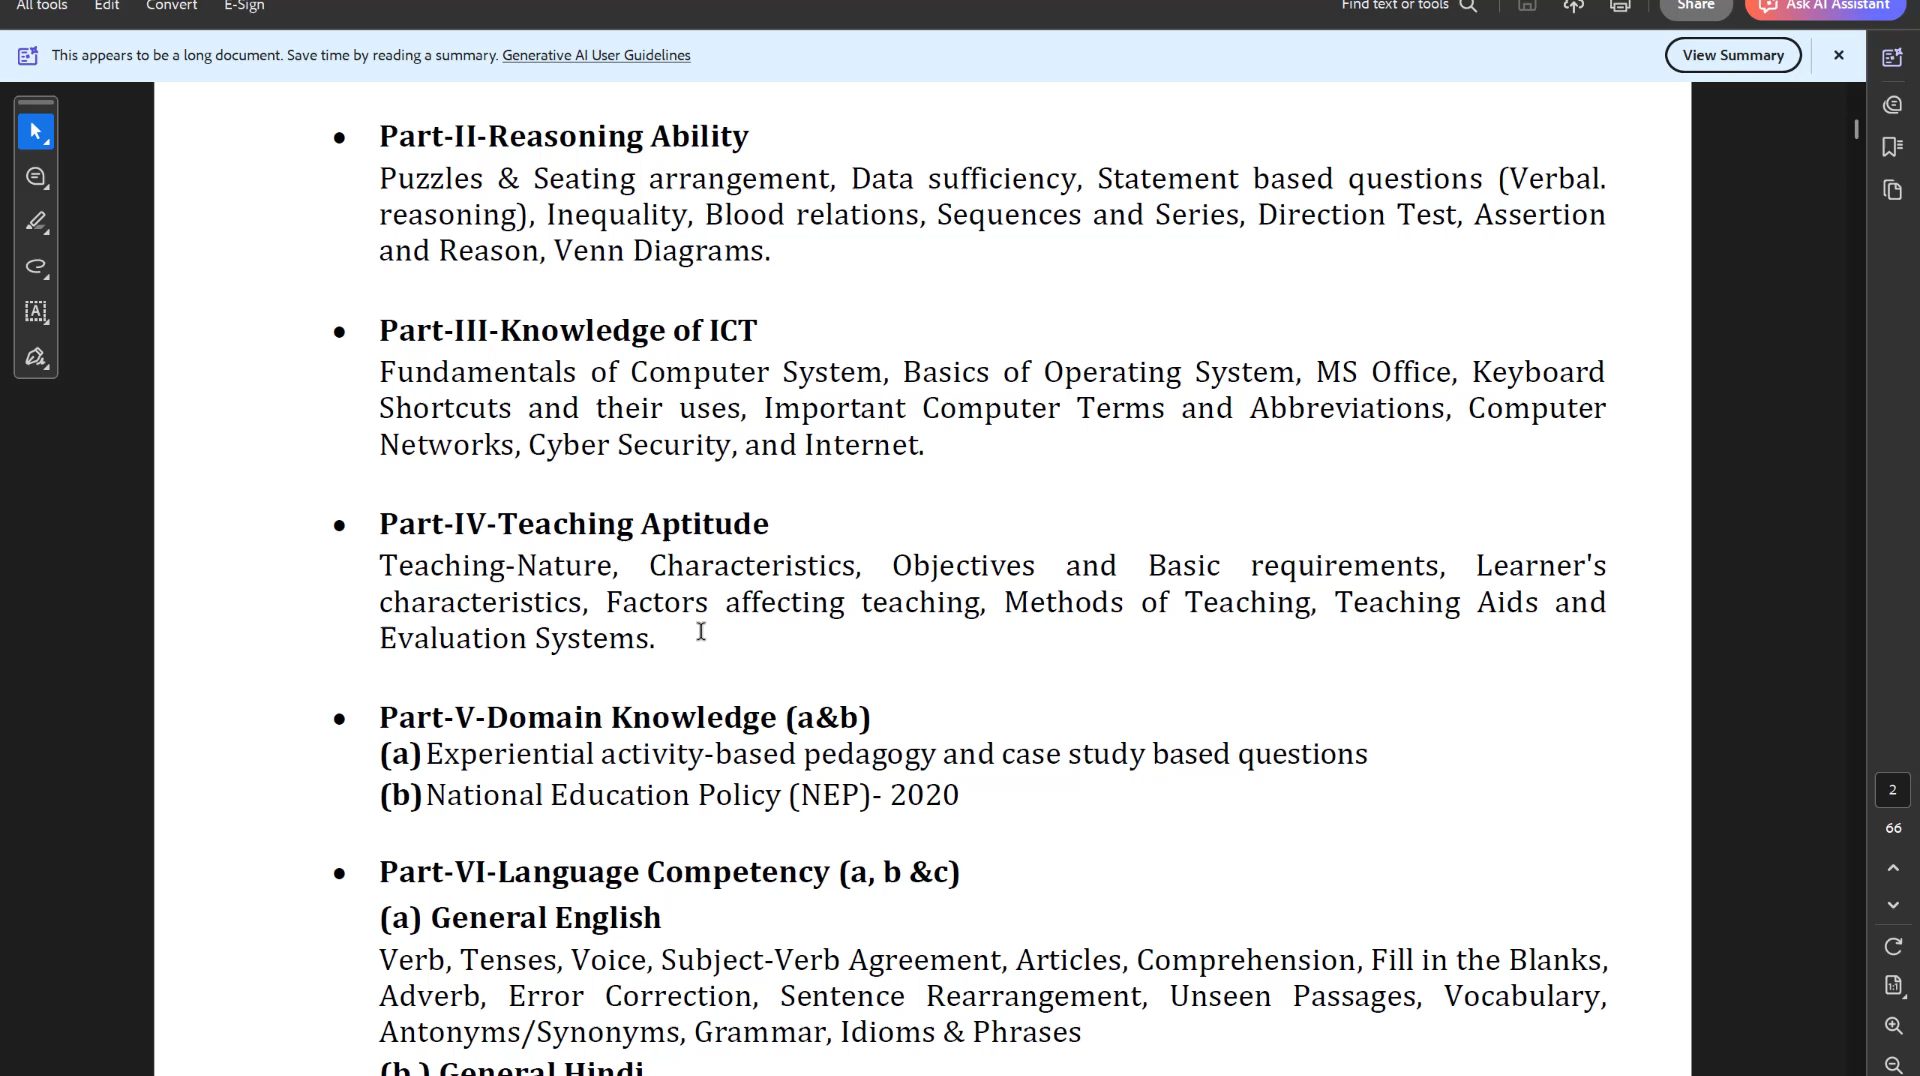 All tools Edit Convert E-Sign Find text or tools Share Ask AI Assistant
This appears to be a long document. Save time by reading a summary. Generative AI User Guidelines View Summary
• Part-II-Reasoning Ability
Puzzles & Seating arrangement, Data sufficiency, Statement based questions (Verbal.
reasoning), Inequality, Blood relations, Sequences and Series, Direction Test, Assertion
and Reason, Venn Diagrams.
• Part-III-Knowledge of ICT
Fundamentals of Computer System, Basics of Operating System, MS Office, Keyboard
Shortcuts and their uses, Important Computer Terms and Abbreviations, Computer
Networks, Cyber Security, and Internet.
• Part-IV-Teaching Aptitude
Teaching-Nature, Characteristics, Objectives and Basic requirements, Learner's
characteristics, Factors affecting teaching, Methods of Teaching, Teaching Aids and
Evaluation Systems.
• Part-V-Domain Knowledge (a&b)
(a) Experiential activity-based pedagogy and case study based questions
(b) National Education Policy (NEP)- 2020
2
66
• Part-VI-Language Competency (a, b &c)
(a) General English
Verb, Tenses, Voice, Subject-Verb Agreement, Articles, Comprehension, Fill in the Blanks,
Adverb, Error Correction, Sentence Rearrangement, Unseen Passages, Vocabulary,
Antonyms/Synonyms, Grammar, Idioms & Phrases
(b ) General Hindi